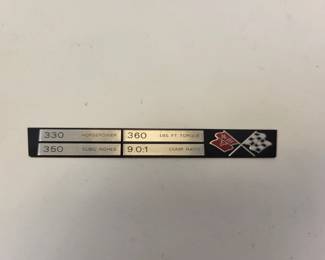 330 HORSEPOWER 360 LBS FT TORQUE
350 CUBIC INCHES 9.0:1 COMP RATIO